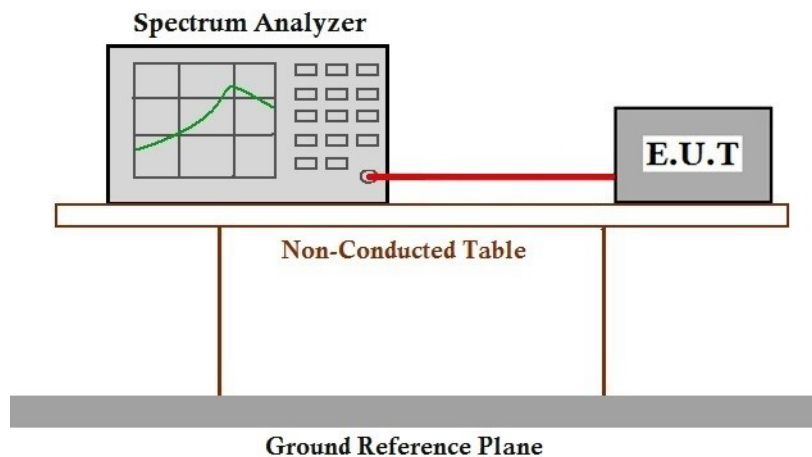 Spectrum Analyzer
E.U.T
Non-Conducted Table
Ground Reference Plane